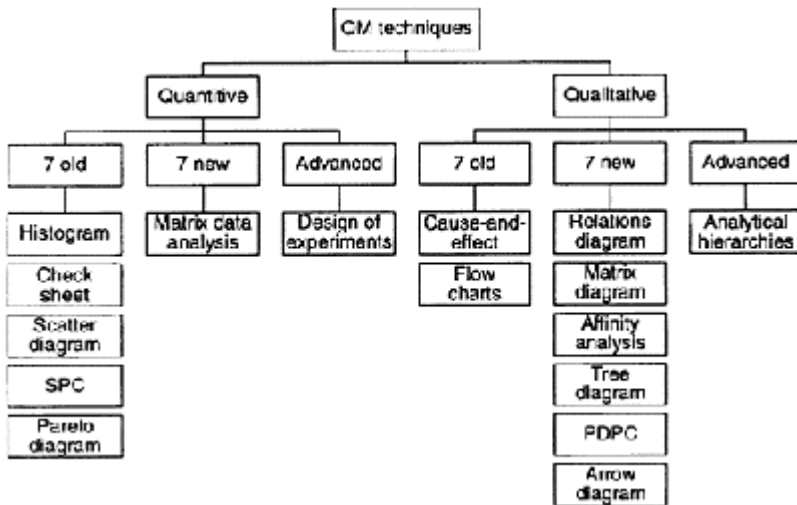 QM techniques
Quantitive
Qualitative
7 old
7 new
Advanced
7 old
7 new
Advanced
Histogram
Matrix data
analysis
Design of
experiments
Cause-and-
effect
Relations
diagram
Analytical
hierarchies
Check
sheet
Flow
charts
Matrix
diagram
Scatter
diagram
Affinity
analysis
SPC
Tree
diagram
Pareto
diagram
PDPC
Arrow
diagram